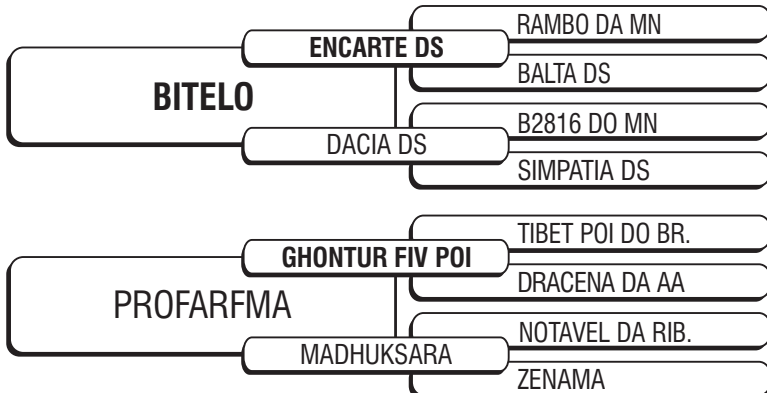 RAMBO DA MN
ENCARTE DS
BALTA DS
BITELO
B2816 DO MN
DACIA DS
SIMPATIA DS
TIBET POI DO BR.
GHONTUR FIV POI
DRACENA DA AA
PROFARFMA
NOTAVEL DA RIB.
MADHUKSARA
ZENAMA